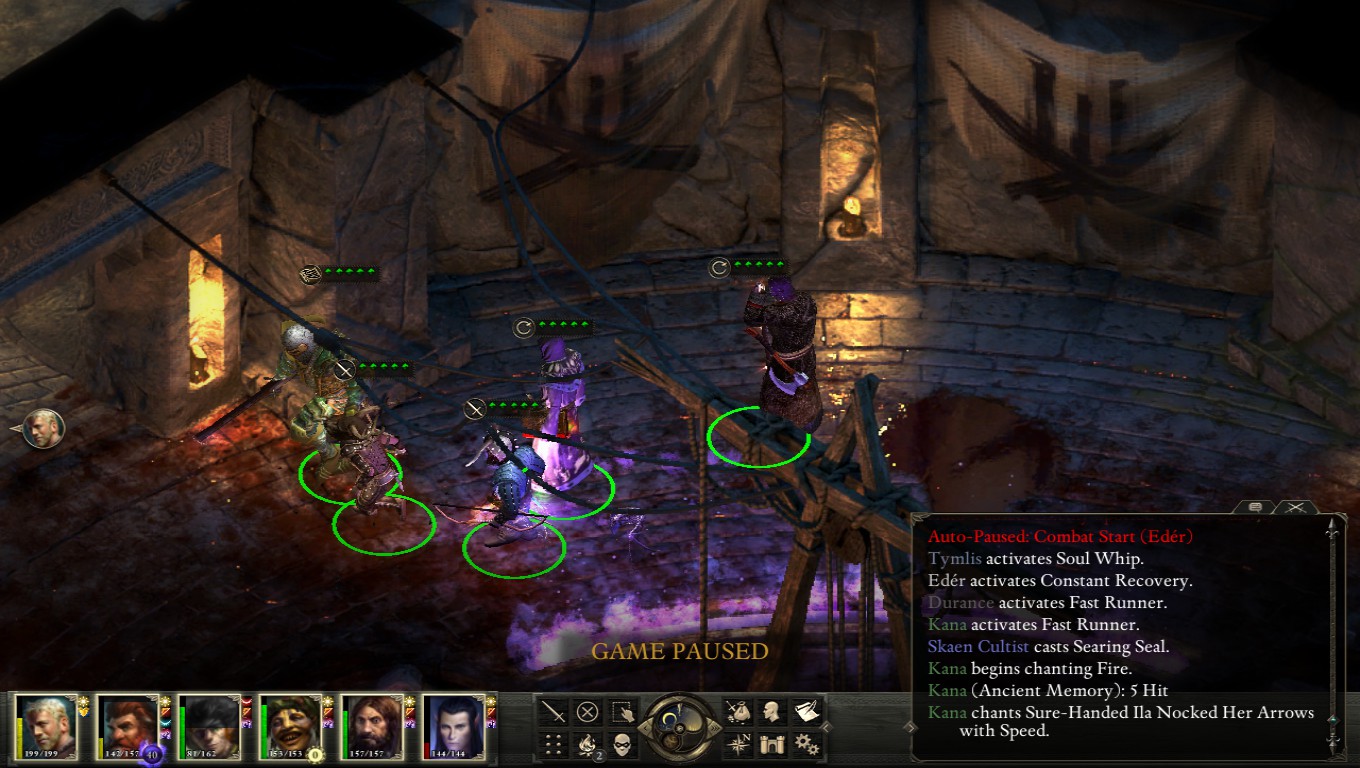 GAME PAUSED
Auto-Paused: Combat Start (Edér)
Tymlis activates Soul Whip.
Edér activates Constant Recovery.
Durance activates Fast Runner.
Kana activates Fast Runner.
Skaen Cultist casts Searing Seal.
Kana begins chanting Fire.
Kana (Ancient Memory): 5 Hit
Kana chants Sure-Handed Ila Nocked Her Arrows
with Speed.
199/199
142/157
40
81/162
153/153
0
157/157
144/144
2